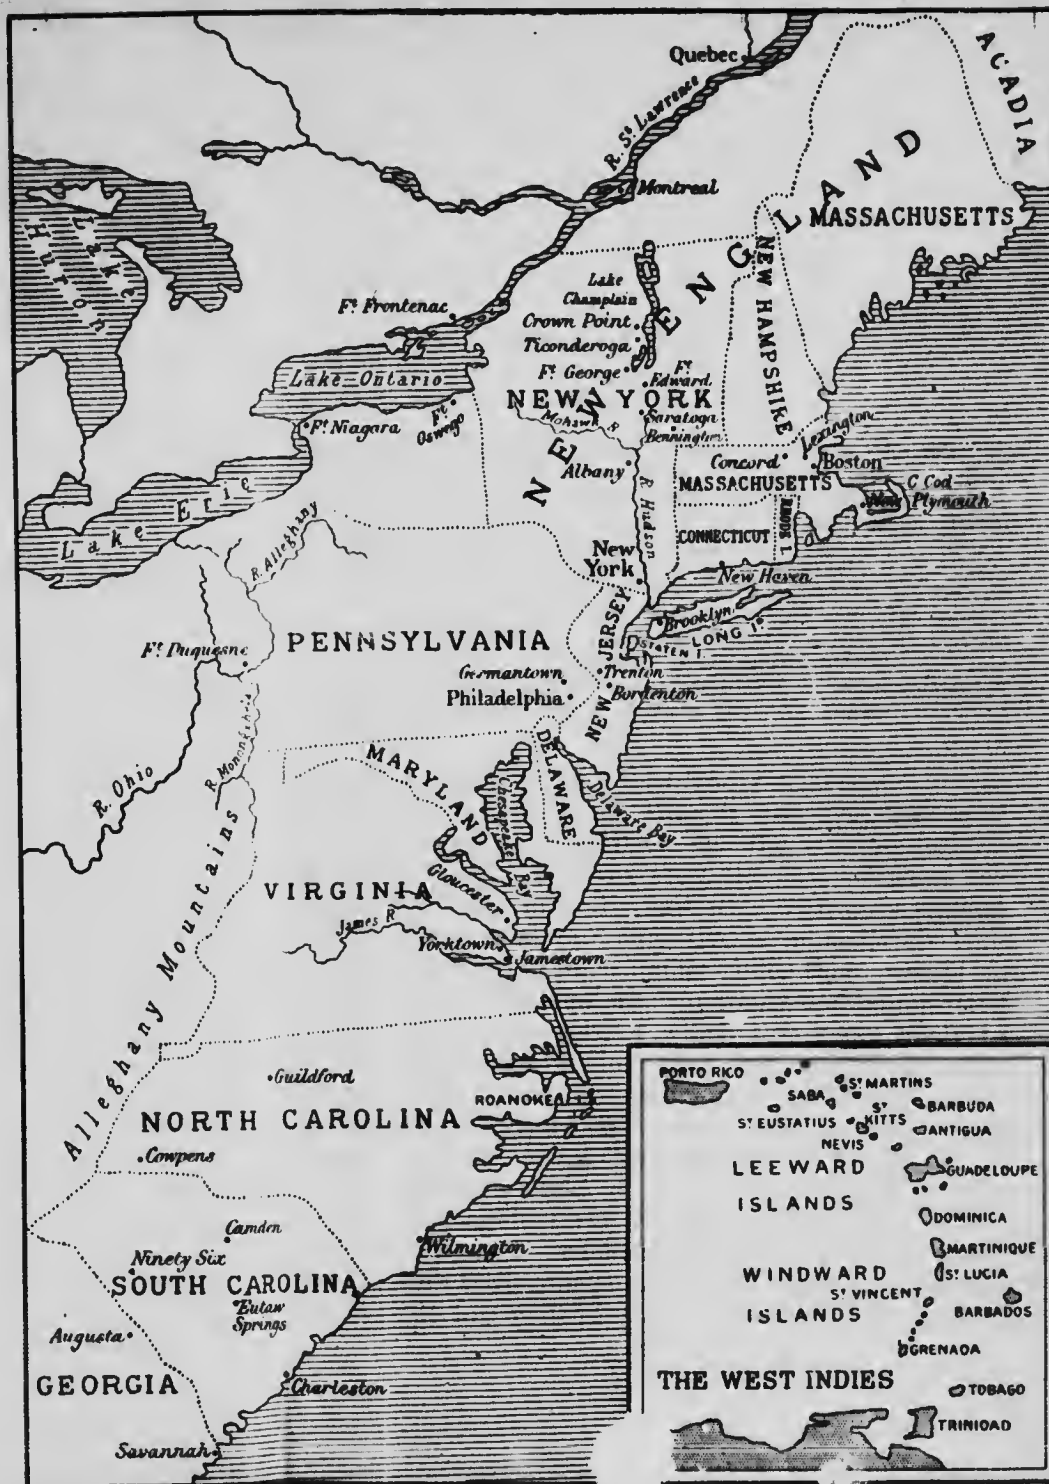 Quebec
ACADIA
R. St. Lawrence
Montreal
NEW ENGLAND
MASSACHUSETTS
Lake
Huron
NEW HAMPSHIRE
Lake
Champlain
Ft. Frontenac
Crown Point
Ticonderoga
Lake Ontario
Ft. George
Ft.
Edward
NEW YORK
Ft. Niagara
Ft.
Oswego
Mohawk R.
Saratoga
Bennington
Lexington
Albany
Concord
Boston
MASSACHUSETTS
C. Cod
New Plymouth
Lake Erie
R. Hudson
CONNECTICUT
RHODE I.
R. Alleghany
New
York
New Haven
Brooklyn
LONG Id.
STATEN I.
PENNSYLVANIA
NEW JERSEY
Ft. Duquesne
Germantown
Trenton
Philadelphia
Bordenton
R. Ohio
MARYLAND
DELAWARE
Chesapeake
Bay
Delaware Bay
VIRGINIA
Gloucester
James R.
Yorktown
Jamestown
Alleghany Mountains
Guildford
ROANOKE
NORTH CAROLINA
Cowpens
Camden
Ninety Six
Wilmington
SOUTH CAROLINA
Eutaw
Springs
Augusta
GEORGIA
Charleston
Savannah
PORTO RICO
ST. MARTINS
SABA
ST.
KITTS
BARBUDA
ST. EUSTATIUS
NEVIS
ANTIGUA
LEEWARD
GUADELOUPE
ISLANDS
DOMINICA
MARTINIQUE
WINDWARD
ST. LUCIA
ST. VINCENT
ISLANDS
BARBADOS
GRENADA
THE WEST INDIES
TOBAGO
TRINIDAD